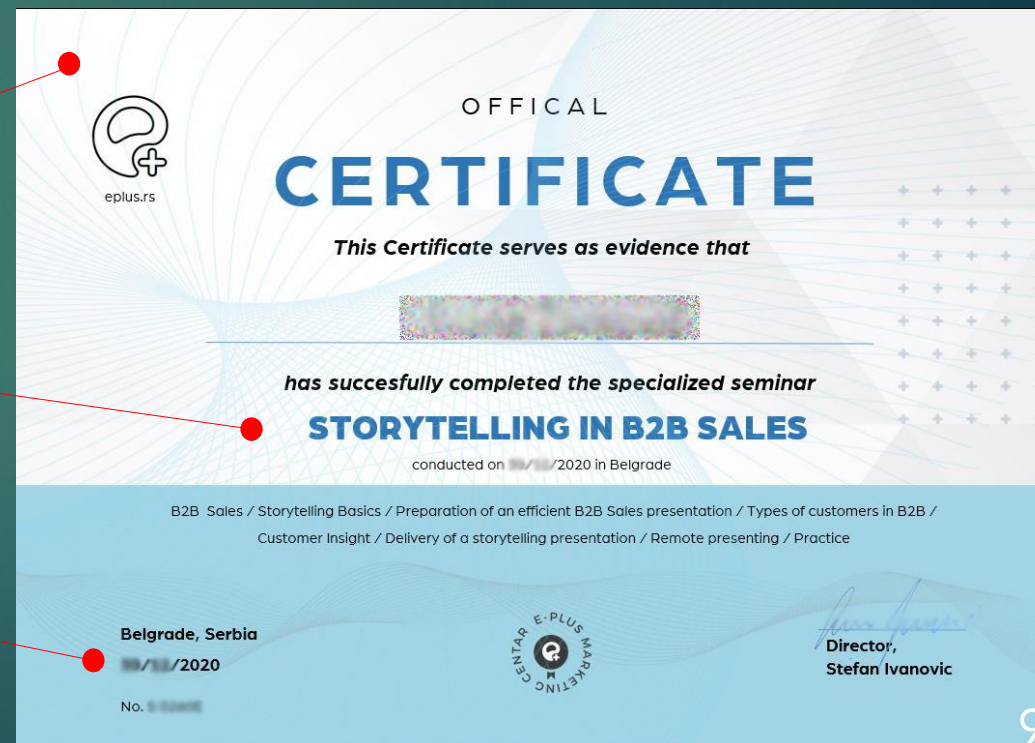 OFFICAL
CERTIFICATE
eplus.rs
This Certificate serves as evidence that
has succesfully completed the specialized seminar
STORYTELLING IN B2B SALES
conducted on /2020 in Belgrade
B2B Sales / Storytelling Basics / Preparation of an efficient B2B Sales presentation / Types of customers in B2B /
Customer Insight / Delivery of a storytelling presentation / Remote presenting / Practice
Belgrade, Serbia
/2020
No.
E-PLUS MARKETING CENTAR
Director,
Stefan Ivanovic